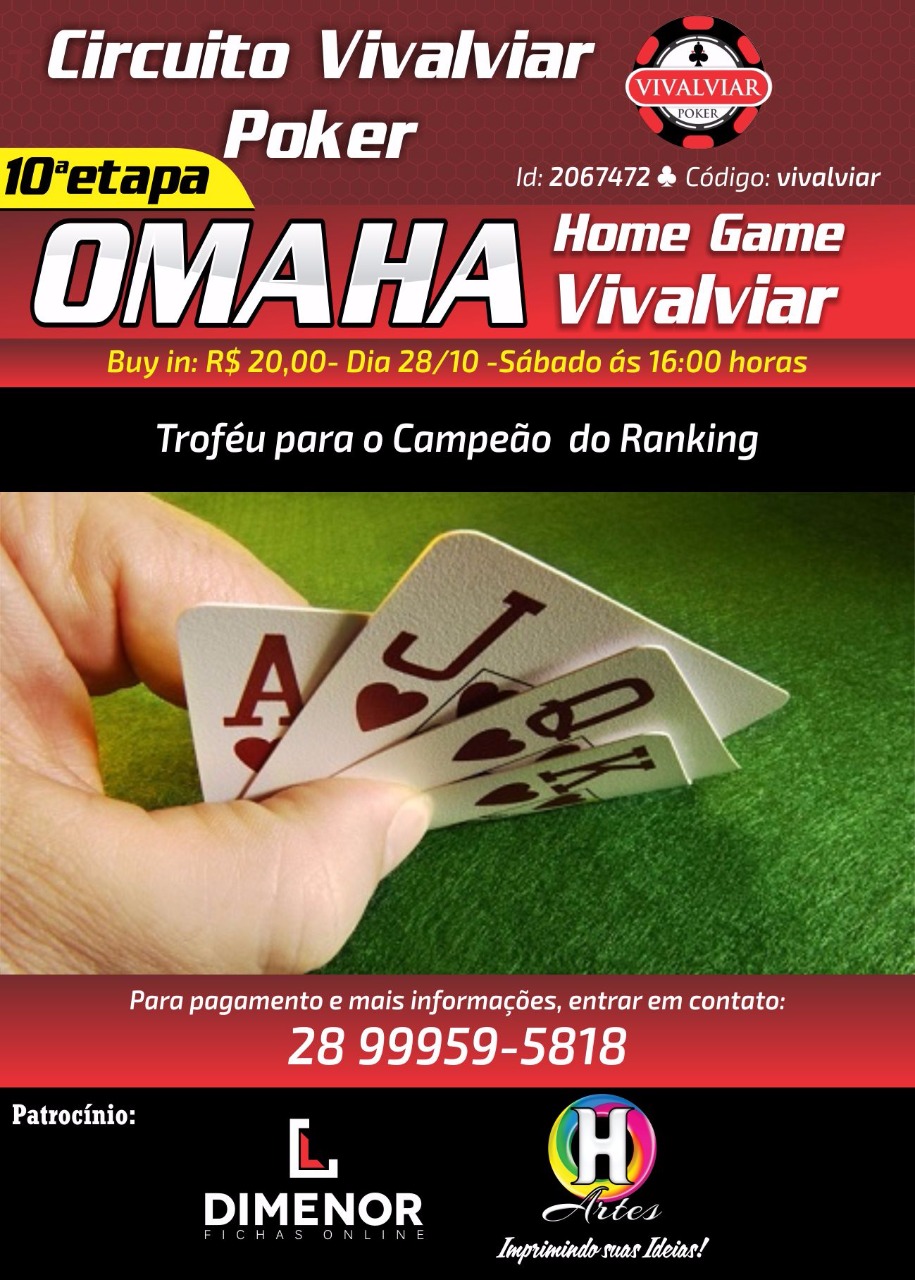 Circuito Vivalviar
Poker
VIVALVIAR
POKER
10ªetapa
Id: 2067472 ♣ Código: vivalviar
OMAHA
Home Game
Vivalviar
Buy in: R$ 20,00- Dia 28/10 -Sábado ás 16:00 horas
Troféu para o Campeão do Ranking
A
J
Q
K
Para pagamento e mais informações, entrar em contato:
28 99959-5818
Patrocínio:
L
DIMENOR
FICHAS ONLINE
H
Artes
Imprimindo suas Ideias!